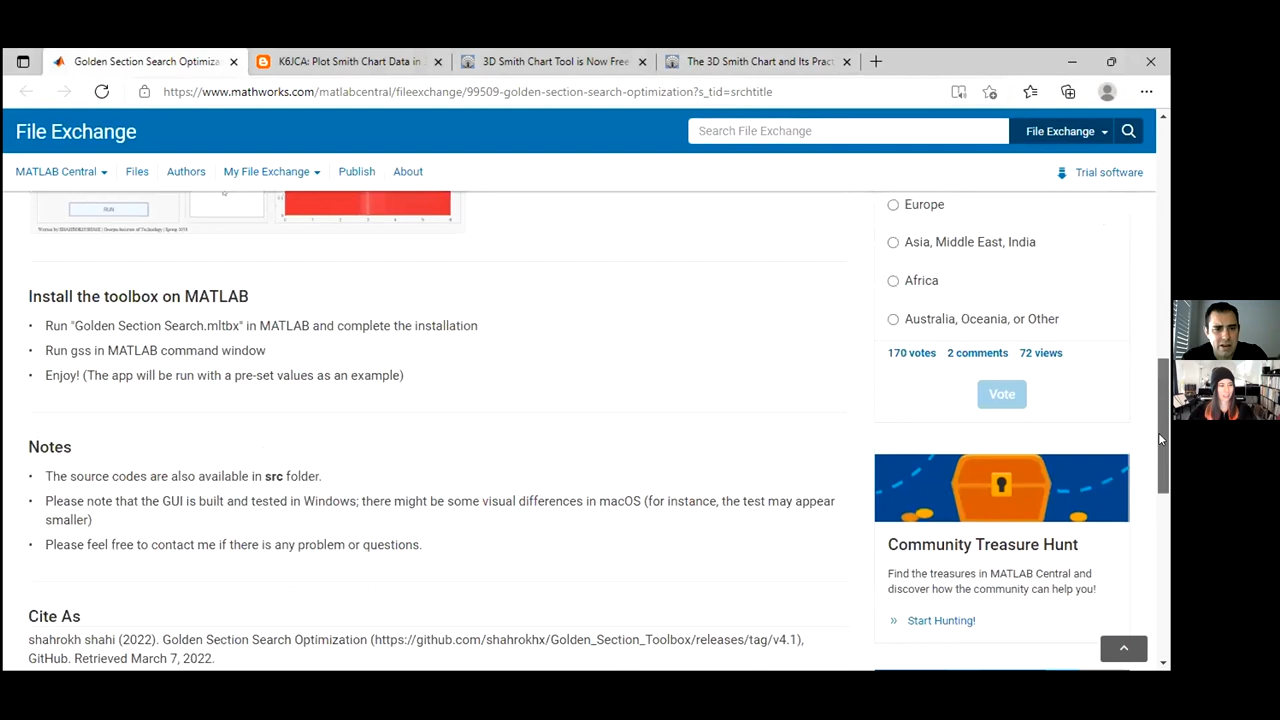 Golden Section Search Optimiza
K6JCA: Plot Smith Chart Data in
3D Smith Chart Tool is Now Free
The 3D Smith Chart and Its Pract
https://www.mathworks.com/matlabcentral/fileexchange/99509-golden-section-search-optimization?s_tid=srchtitle
File Exchange
Search File Exchange
File Exchange
MATLAB Central
Files
Authors
My File Exchange
Publish
About
Trial software
RUN
Install the toolbox on MATLAB
• Run "Golden Section Search.mltbx" in MATLAB and complete the installation
• Run gss in MATLAB command window
• Enjoy! (The app will be run with a pre-set values as an example)
Notes
• The source codes are also available in src folder.
• Please note that the GUI is built and tested in Windows; there might be some visual differences in macOS (for instance, the test may appear
smaller)
• Please feel free to contact me if there is any problem or questions.
Cite As
shahrokh shahi (2022). Golden Section Search Optimization (https://github.com/shahrokhx/Golden_Section_Toolbox/releases/tag/v4.1),
GitHub. Retrieved March 7, 2022.
Europe
Asia, Middle East, India
Africa
Australia, Oceania, or Other
170 votes 2 comments 72 views
Vote
Community Treasure Hunt
Find the treasures in MATLAB Central and
discover how the community can help you!
» Start Hunting!